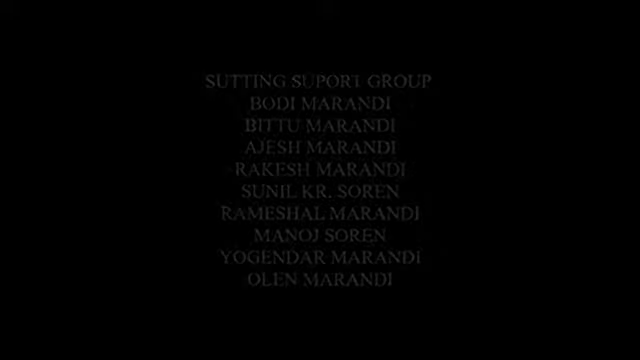 SUTTING SUPORT GROUP
BODI MARANDI
BITTU MARANDI
AJESH MARANDI
RAKESH MARANDI
SUNIL KR. SOREN
RAMESHAL MARANDI
MANOJ SOREN
YOGENDAR MARANDI
OLEN MARANDI